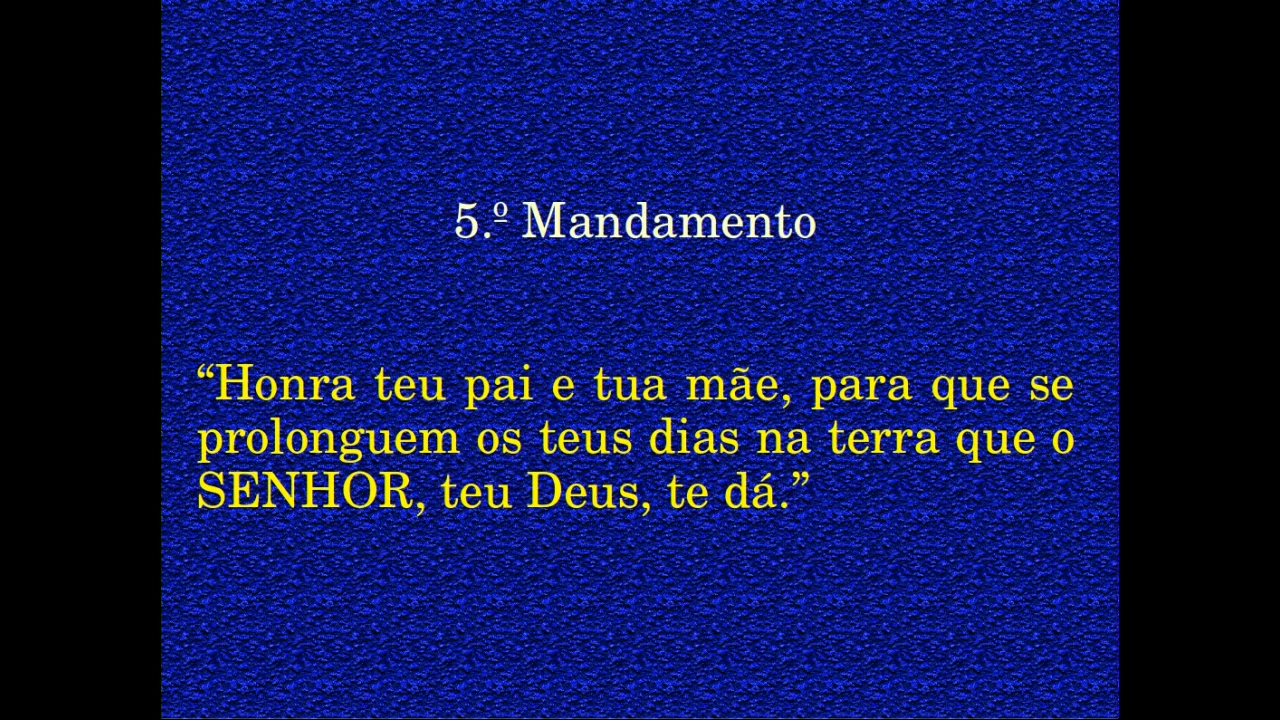 5.º Mandamento
“Honra teu pai e tua mãe, para que se
prolonguem os teus dias na terra que o
SENHOR, teu Deus, te dá.”